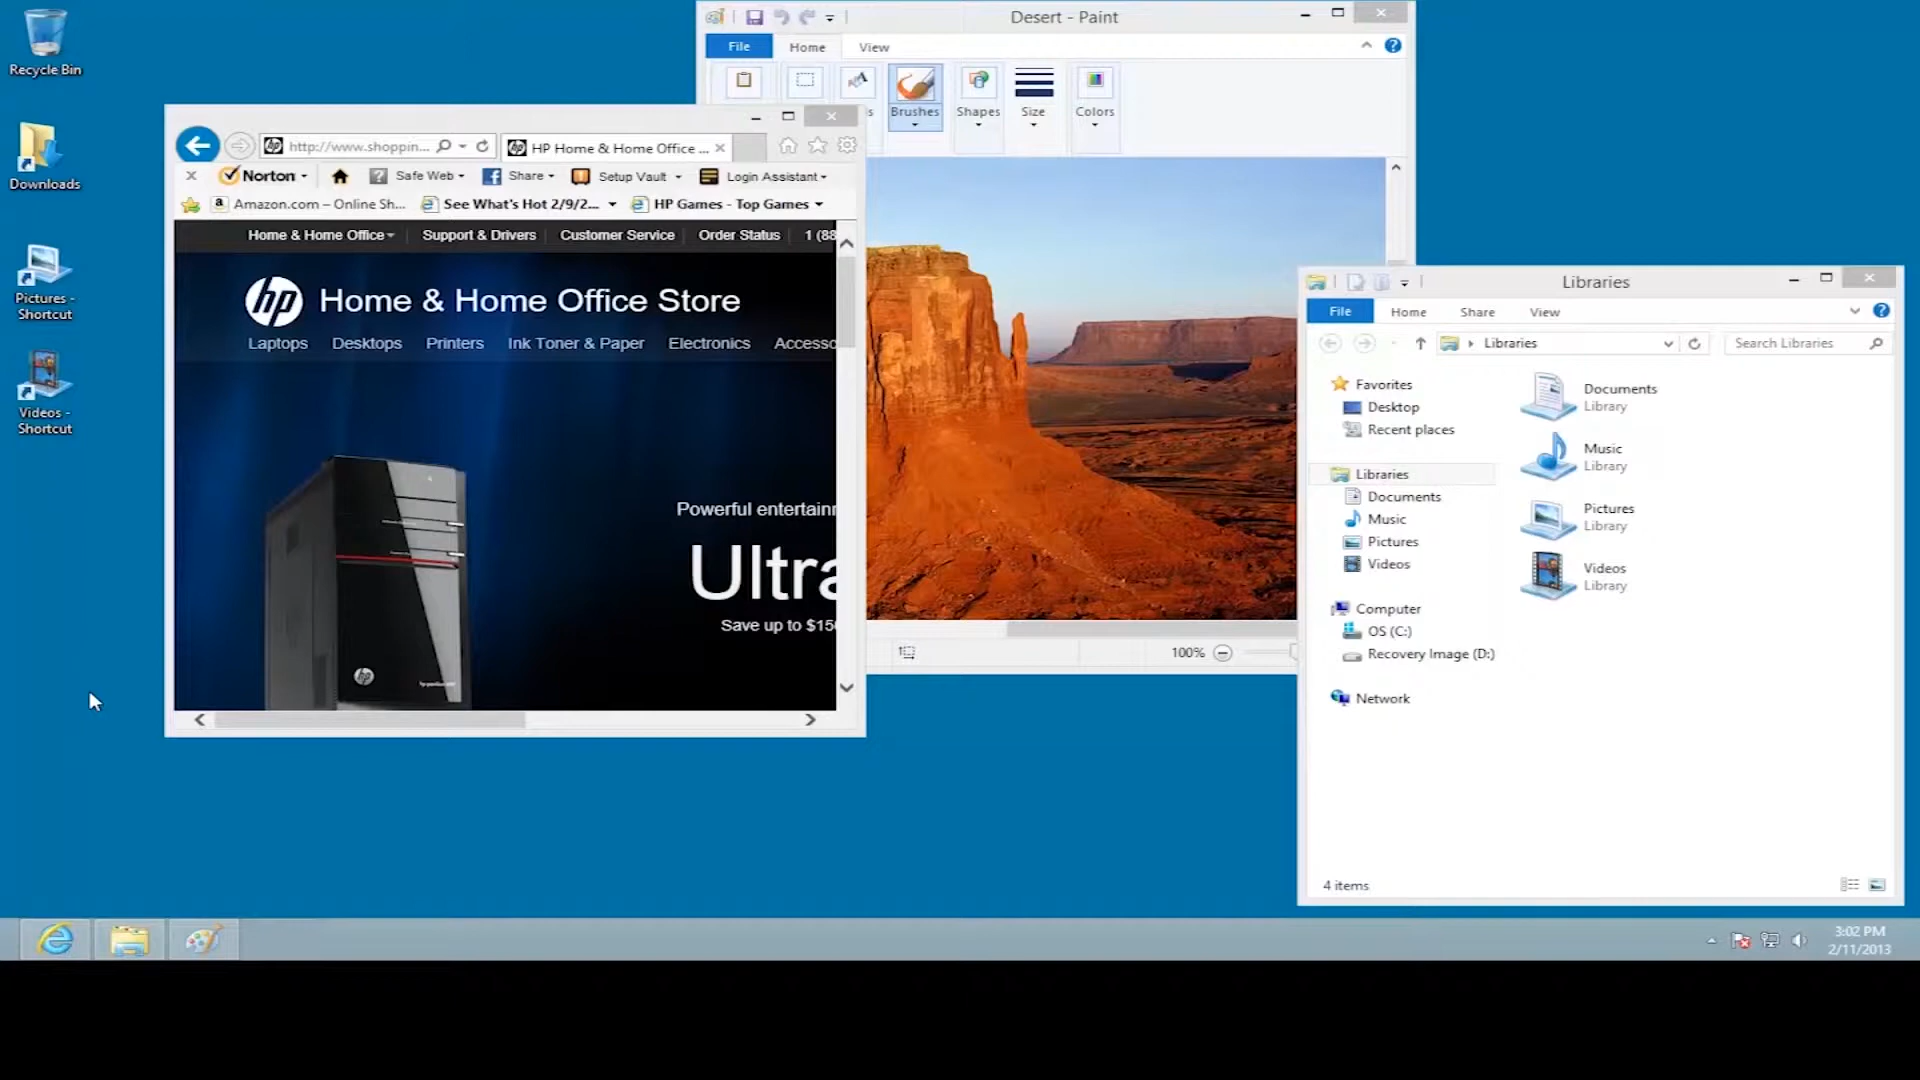 Recycle Bin
Downloads
Pictures -
Shortcut
Videos -
Shortcut
Desert - Paint
File
Home
View
Brushes
Shapes
Size
Colors
100%
http://www.shoppin...
HP Home & Home Office ...
Norton
Safe Web
Share
Setup Vault
Login Assistant
Amazon.com – Online Sh...
See What's Hot 2/9/2...
HP Games - Top Games
Home & Home Office
Support & Drivers
Customer Service
Order Status
1 (88
hp
Home & Home Office Store
Laptops
Desktops
Printers
Ink Toner & Paper
Electronics
Accesso
Powerful entertain
Ultra
Save up to $15
Libraries
File
Home
Share
View
Libraries
Search Libraries
Favorites
Desktop
Recent places
Libraries
Documents
Music
Pictures
Videos
Computer
OS (C:)
Recovery Image (D:)
Network
Documents
Library
Music
Library
Pictures
Library
Videos
Library
4 items
3:02 PM
2/11/2013